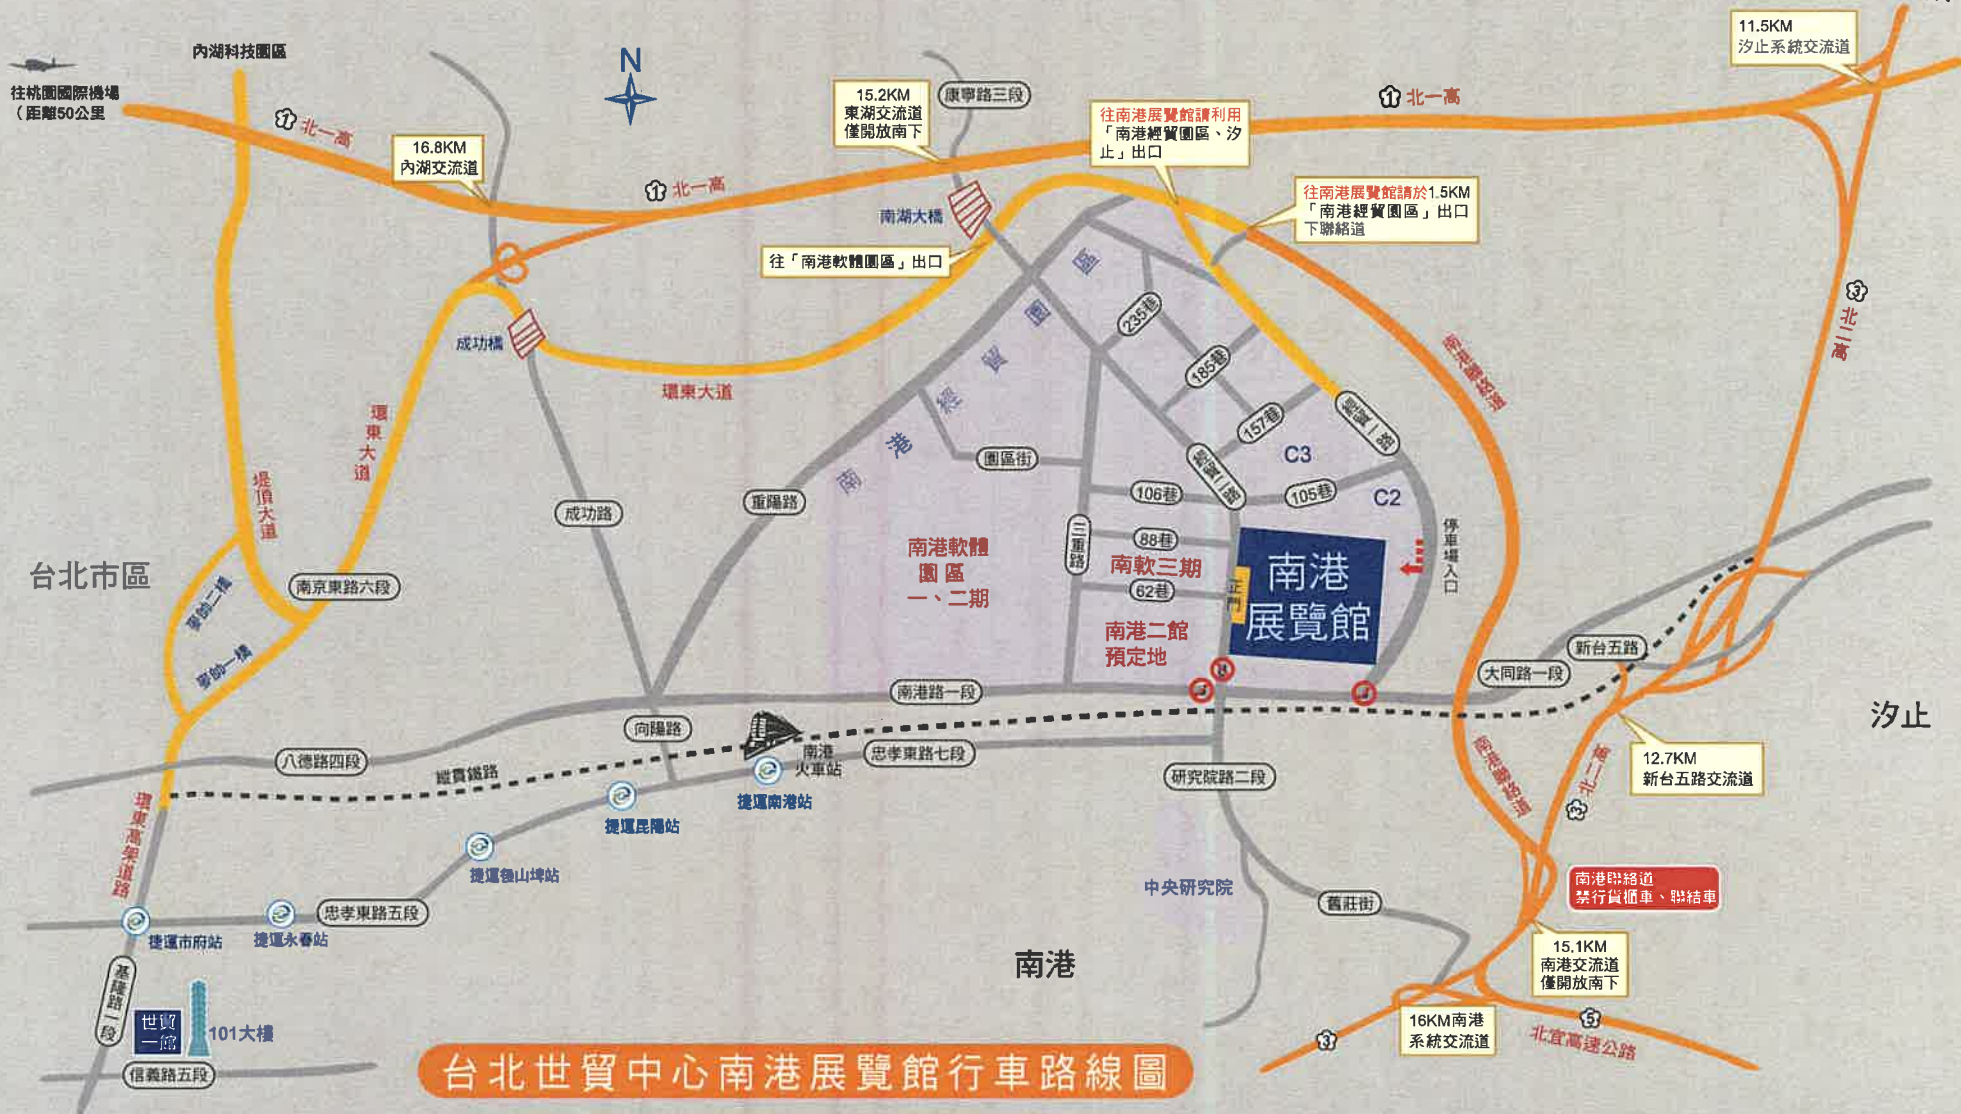 內湖科技園區
往桃園國際機場
（距離50公里
N
1 北一高
16.8KM
內湖交流道
1 北一高
15.2KM
東湖交流道
僅開放南下
康寧路三段
往南港展覽館請利用
「南港經貿園區、汐
止」出口
1 北一高
11.5KM
汐止系統交流道
往南港展覽館請於1.5KM
「南港經貿園區」出口
下聯絡道
南湖大橋
往「南港軟體園區」出口
成功橋
環東大道
環東大道
堤頂大道
南港經貿園區
235巷
185巷
157巷
經貿一路
經貿二路
C3
C2
105巷
106巷
園區街
重陽路
成功路
三重路
88巷
62巷
南港聯絡道
3 北二高
停車場入口
南港
展覽館
正門
南港軟體
園區
一、二期
南軟三期
南港二館
預定地
台北市區
南京東路六段
麥帥二橋
麥帥一橋
南港路一段
大同路一段
新台五路
汐止
向陽路
南港
火車站
忠孝東路七段
八德路四段
縱貫鐵路
捷運南港站
捷運昆陽站
捷運後山埤站
研究院路二段
南港聯絡道
3 北二高
12.7KM
新台五路交流道
環東高架道路
中央研究院
舊莊街
南港聯絡道
禁行貨櫃車、聯結車
忠孝東路五段
捷運市府站
捷運永春站
南港
15.1KM
南港交流道
僅開放南下
基隆路一段
世貿
一館
101大樓
信義路五段
16KM南港
系統交流道
3
5
北宜高速公路
台北世貿中心南港展覽館行車路線圖